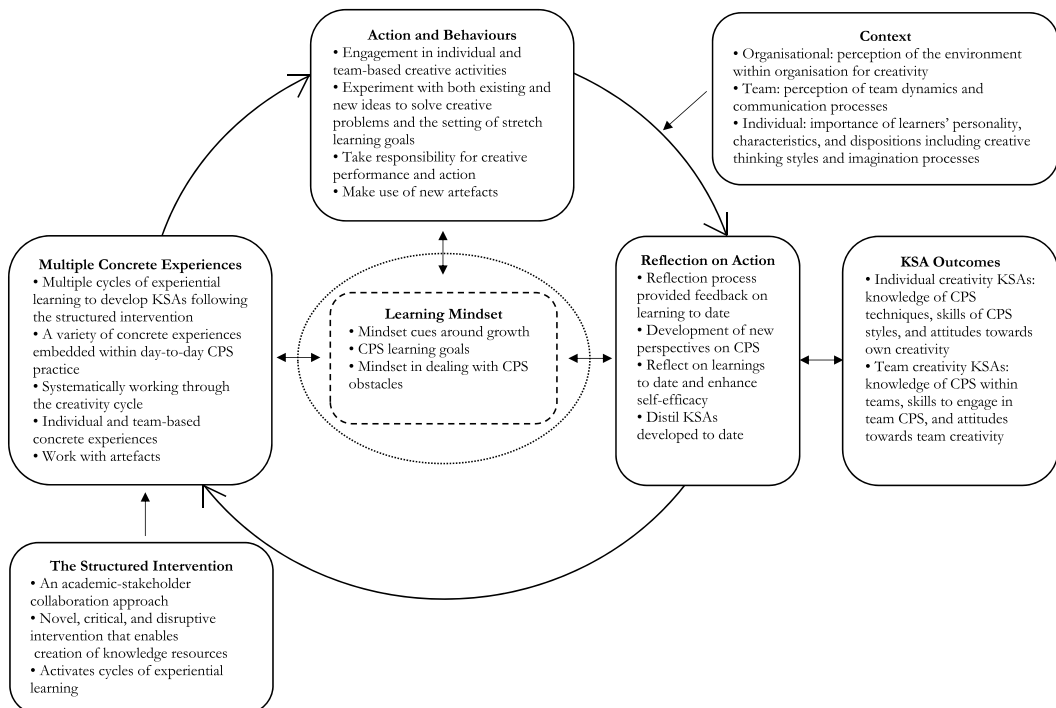 Action and Behaviours
• Engagement in individual and
team-based creative activities
• Experiment with both existing and
new ideas to solve creative
problems and the setting of stretch
learning goals
• Take responsibility for creative
performance and action
• Make use of new artefacts
Context
• Organisational: perception of the environment
within organisation for creativity
• Team: perception of team dynamics and
communication processes
• Individual: importance of learners’ personality,
characteristics, and dispositions including creative
thinking styles and imagination processes
Multiple Concrete Experiences
• Multiple cycles of experiential
learning to develop KSAs following
the structured intervention
• A variety of concrete experiences
embedded within day-to-day CPS
practice
•Systematically working through
the creativity cycle
• Individual and team-based
concrete experiences
• Work with artefacts
Learning Mindset
• Mindset cues around growth
• CPS learning goals
• Mindset in dealing with CPS
obstacles
Reflection on Action
• Reflection process
provided feedback on
learning to date
• Development of new
perspectives on CPS
• Reflect on learnings
to date and enhance
self-efficacy
• Distil KSAs
developed to date
KSA Outcomes
• Individual creativity KSAs:
knowledge of CPS
techniques, skills of CPS
styles, and attitudes towards
own creativity
• Team creativity KSAs:
knowledge of CPS within
teams, skills to engage in
team CPS, and attitudes
towards team creativity
The Structured Intervention
• An academic-stakeholder
collaboration approach
• Novel, critical, and disruptive
intervention that enables
creation of knowledge resources
• Activates cycles of experiential
learning